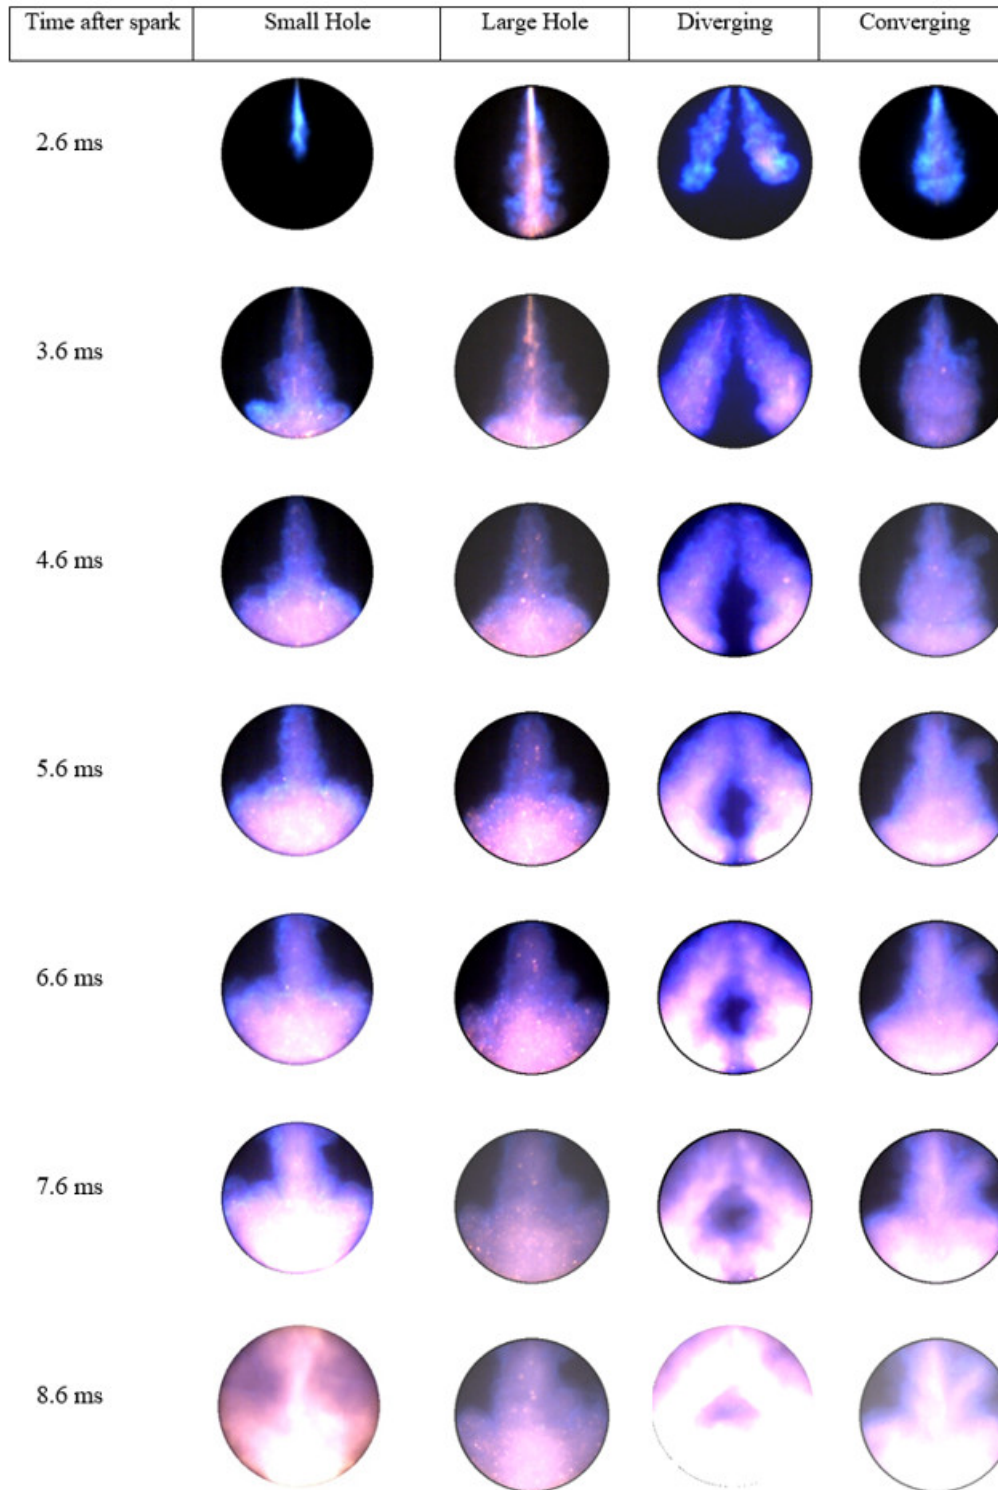 Time after spark Small Hole Large Hole Diverging Converging
2.6 ms
3.6 ms
4.6 ms
5.6 ms
6.6 ms
7.6 ms
8.6 ms